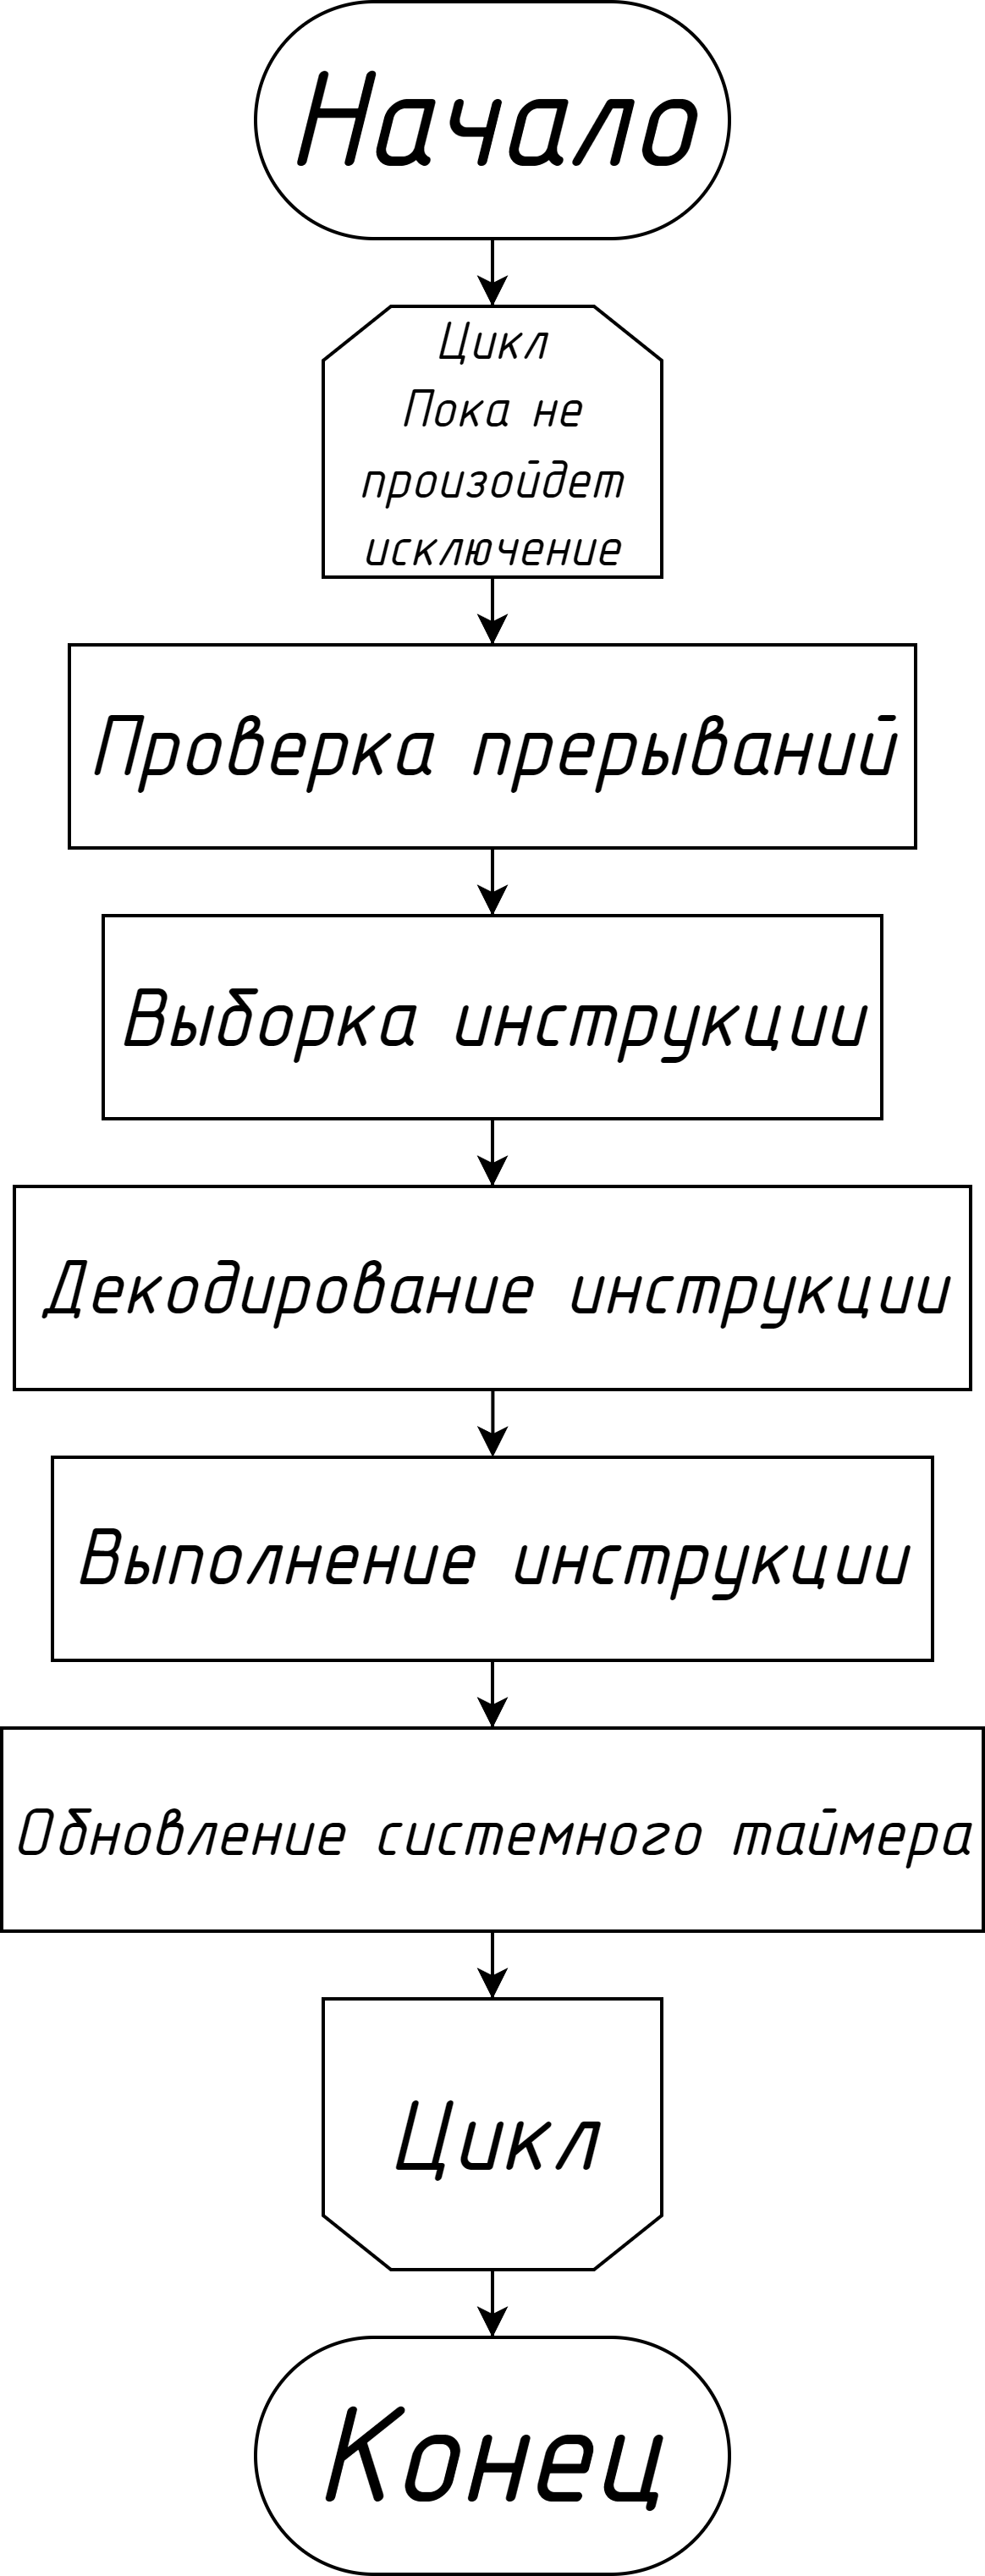 Начало
Цикл
Пока не
произойдет
исключение
Проверка прерываний
Выборка инструкции
Декодирование инструкции
Выполнение инструкции
Обновление системного таймера
Цикл
Конец